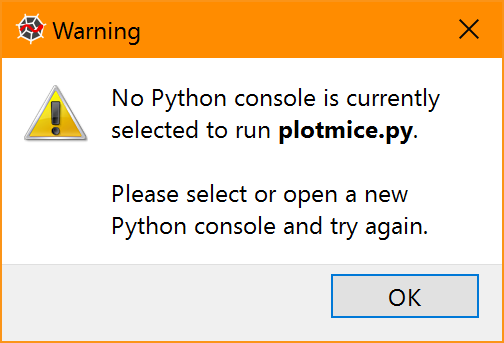 Warning
No Python console is currently
selected to run plotmice.py.
Please select or open a new
Python console and try again.
OK